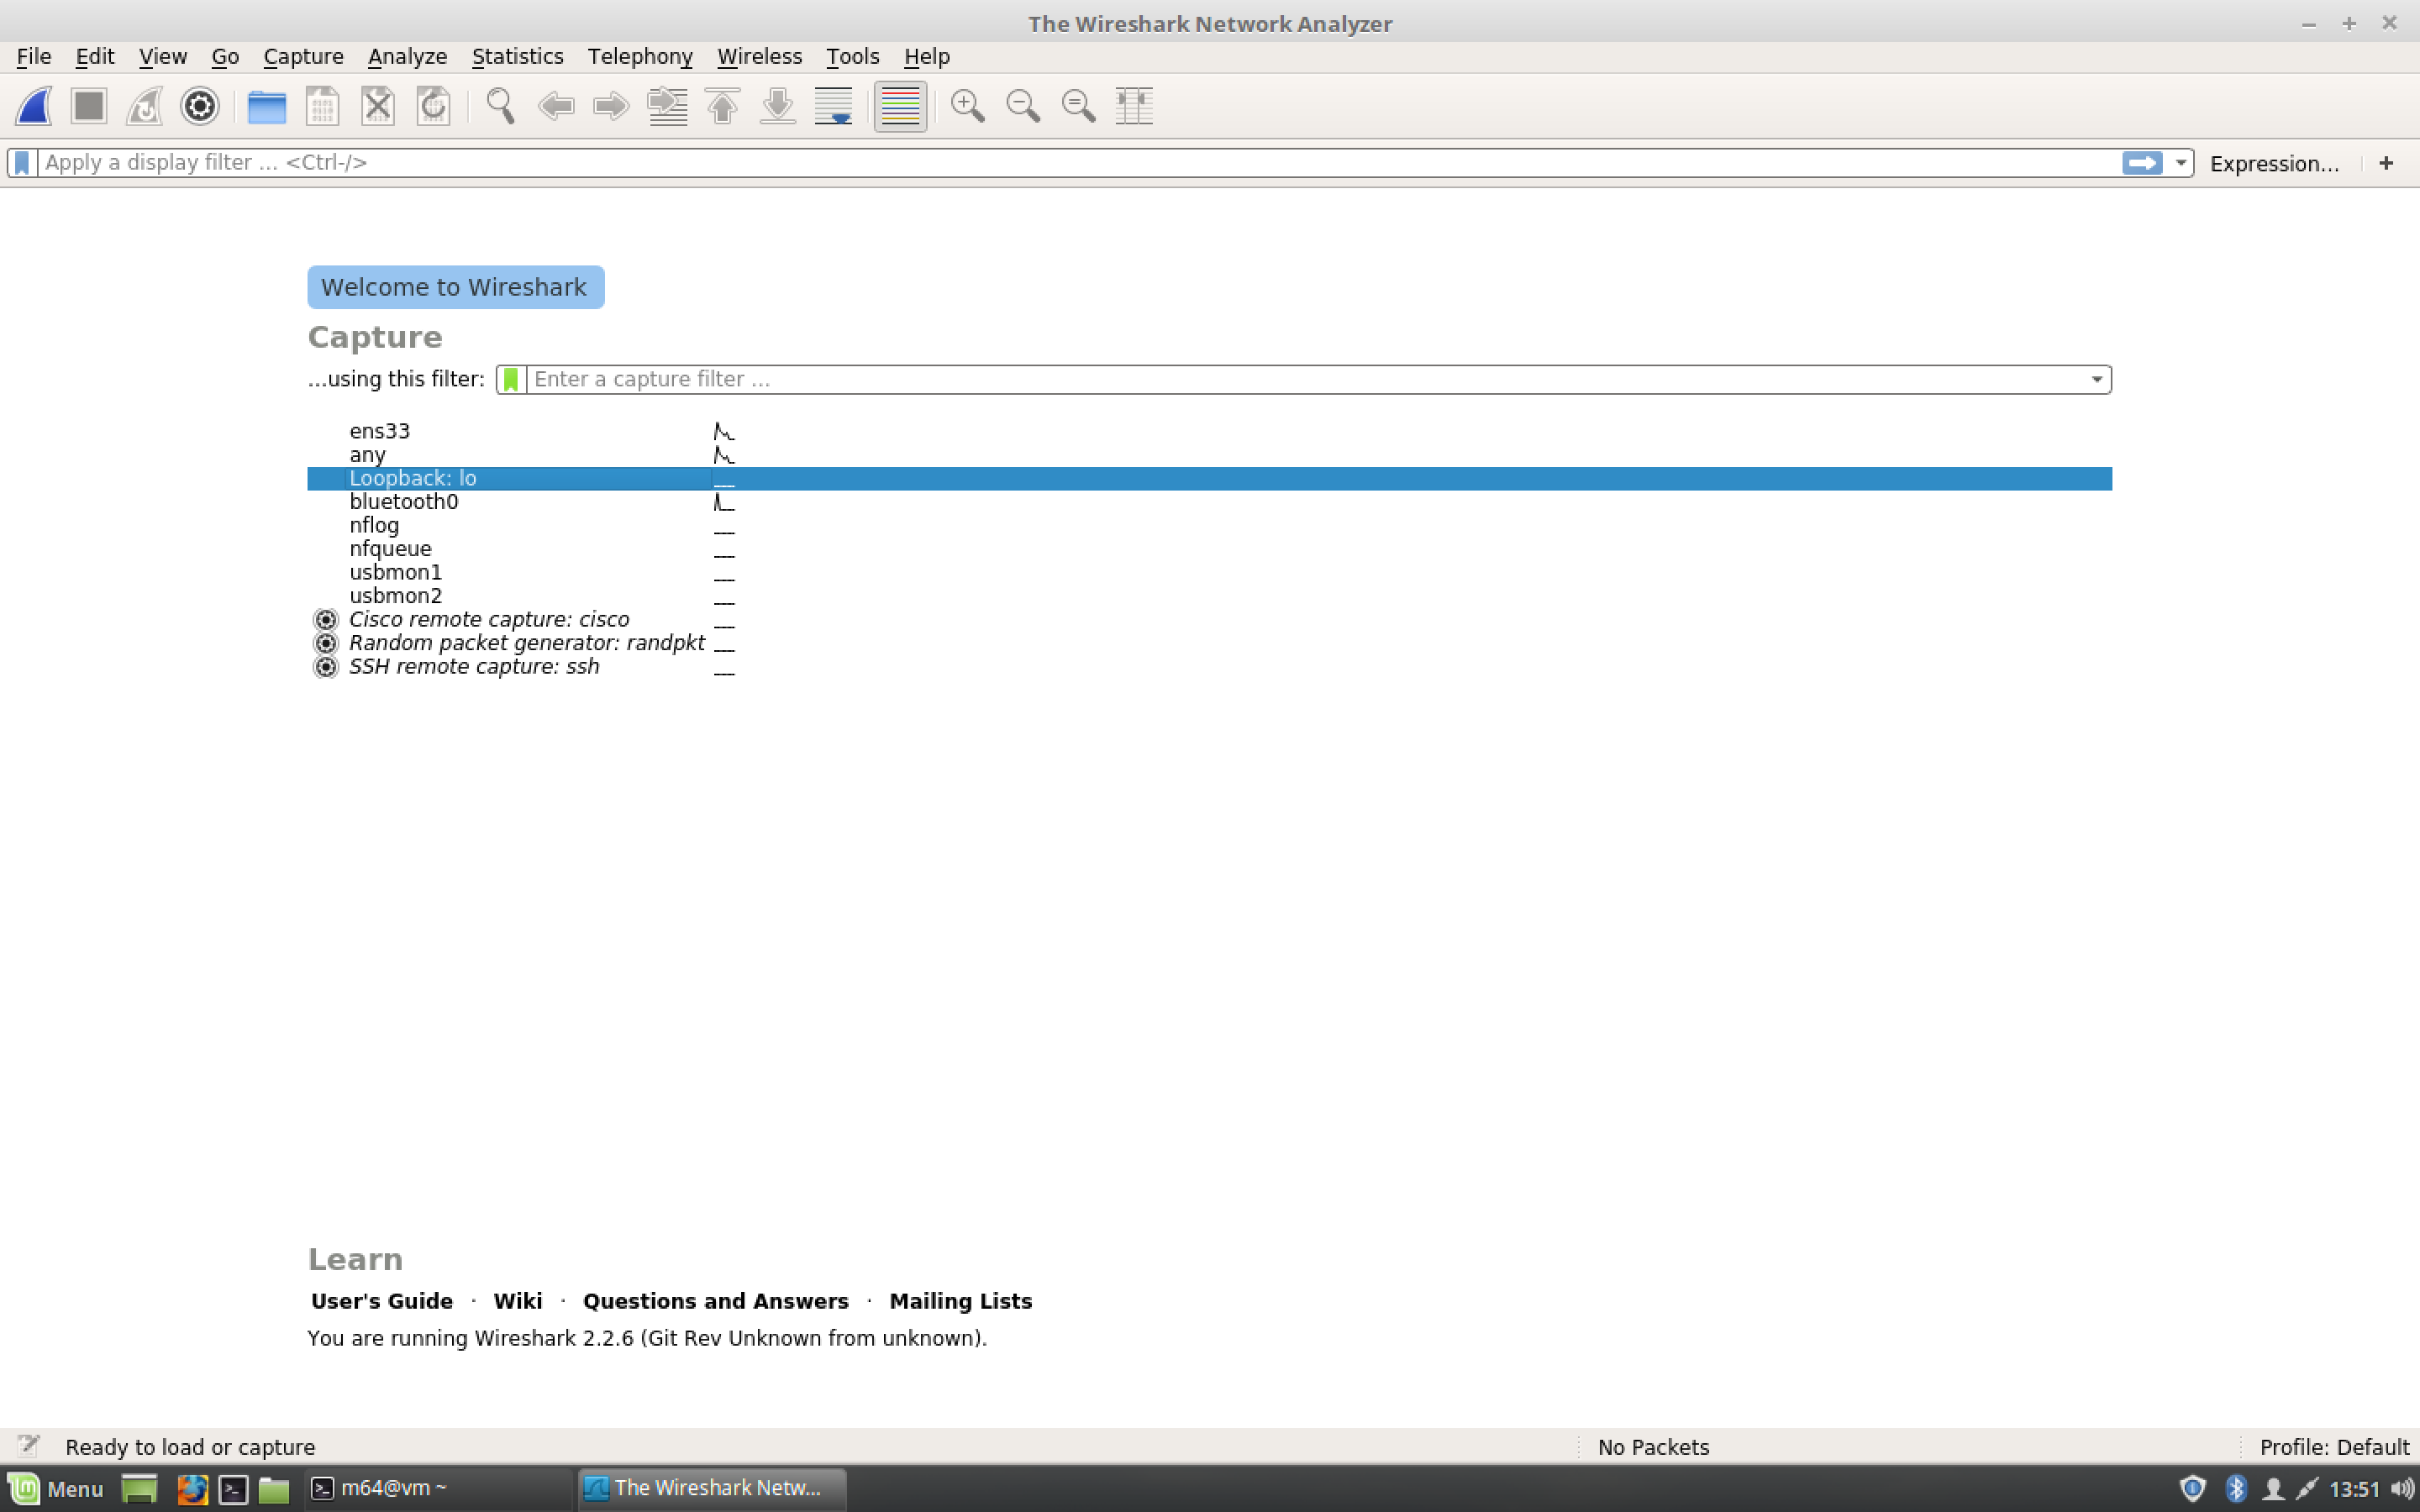 The Wireshark Network Analyzer
File Edit View Go Capture Analyze Statistics Telephony Wireless Tools Help
Apply a display filter ... <Ctrl-/> Expression... +
Welcome to Wireshark
Capture
...using this filter: Enter a capture filter ...
ens33
any
Loopback: lo
bluetooth0
nflog
nfqueue
usbmon1
usbmon2
Cisco remote capture: cisco
Random packet generator: randpkt
SSH remote capture: ssh
Learn
User's Guide · Wiki · Questions and Answers · Mailing Lists
You are running Wireshark 2.2.6 (Git Rev Unknown from unknown).
Ready to load or capture No Packets Profile: Default
Menu m64@vm ~ The Wireshark Netw... 13:51